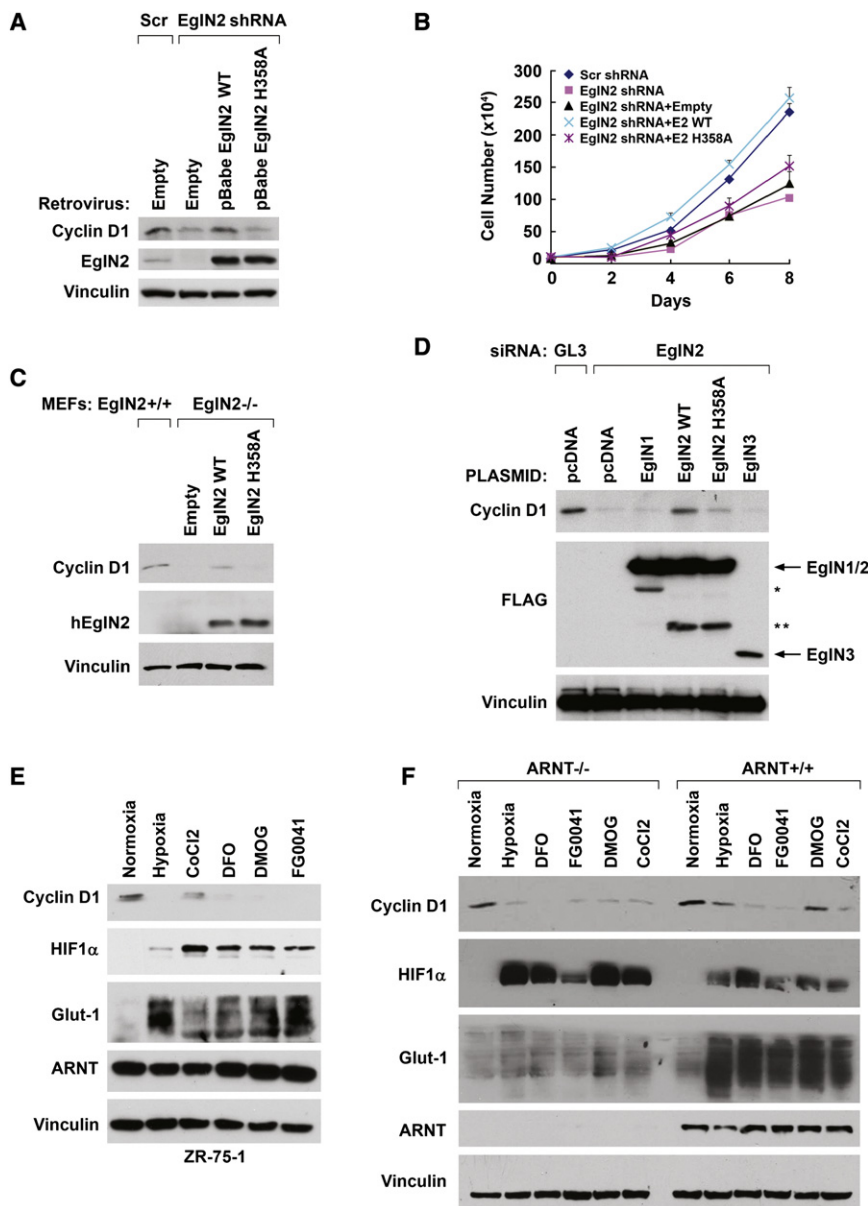 A
Scr EglN2 shRNA
Retrovirus: Empty Empty pBabe EglN2 WT pBabe EglN2 H358A
Cyclin D1
EglN2
Vinculin
B
Cell Number (x10⁴)
300
250
200
150
100
50
0
0 2 4 6 8
Days
Scr shRNA
EglN2 shRNA
EglN2 shRNA+Empty
EglN2 shRNA+E2 WT
EglN2 shRNA+E2 H358A
C
MEFs: EglN2+/+ EglN2-/-
Empty EglN2 WT EglN2 H358A
Cyclin D1
hEglN2
Vinculin
D
siRNA: GL3 EglN2
PLASMID: pcDNA pcDNA EglN1 EglN2 WT EglN2 H358A EglN3
Cyclin D1
FLAG
EglN1/2
*
**
EglN3
Vinculin
E
Normoxia Hypoxia CoCl2 DFO DMOG FG0041
Cyclin D1
HIF1α
Glut-1
ARNT
Vinculin
ZR-75-1
F
ARNT-/- ARNT+/+
Normoxia Hypoxia DFO FG0041 DMOG CoCl2 Normoxia Hypoxia DFO FG0041 DMOG CoCl2
Cyclin D1
HIF1α
Glut-1
ARNT
Vinculin